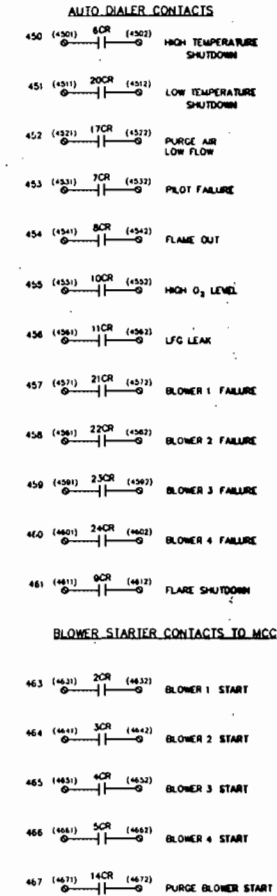 AUTO DIALER CONTACTS
450 (4501) 6CR (4502) HIGH TEMPERATURE
SHUTDOWN
451 (4511) 20CR (4512) LOW TEMPERATURE
SHUTDOWN
452 (4521) 17CR (4522) PURGE AIR
LOW FLOW
453 (4531) 7CR (4532) PILOT FAILURE
454 (4541) 8CR (4542) FLAME OUT
455 (4551) 10CR (4552) HIGH O₂ LEVEL
456 (4561) 11CR (4562) LFG LEAK
457 (4571) 21CR (4572) BLOWER 1 FAILURE
458 (4581) 22CR (4582) BLOWER 2 FAILURE
459 (4591) 23CR (4592) BLOWER 3 FAILURE
460 (4601) 24CR (4602) BLOWER 4 FAILURE
461 (4611) 9CR (4612) FLARE SHUTDOWN
BLOWER STARTER CONTACTS TO MCC
463 (4631) 2CR (4632) BLOWER 1 START
464 (4641) 3CR (4642) BLOWER 2 START
465 (4651) 4CR (4652) BLOWER 3 START
466 (4661) 5CR (4662) BLOWER 4 START
467 (4671) 14CR (4672) PURGE BLOWER START